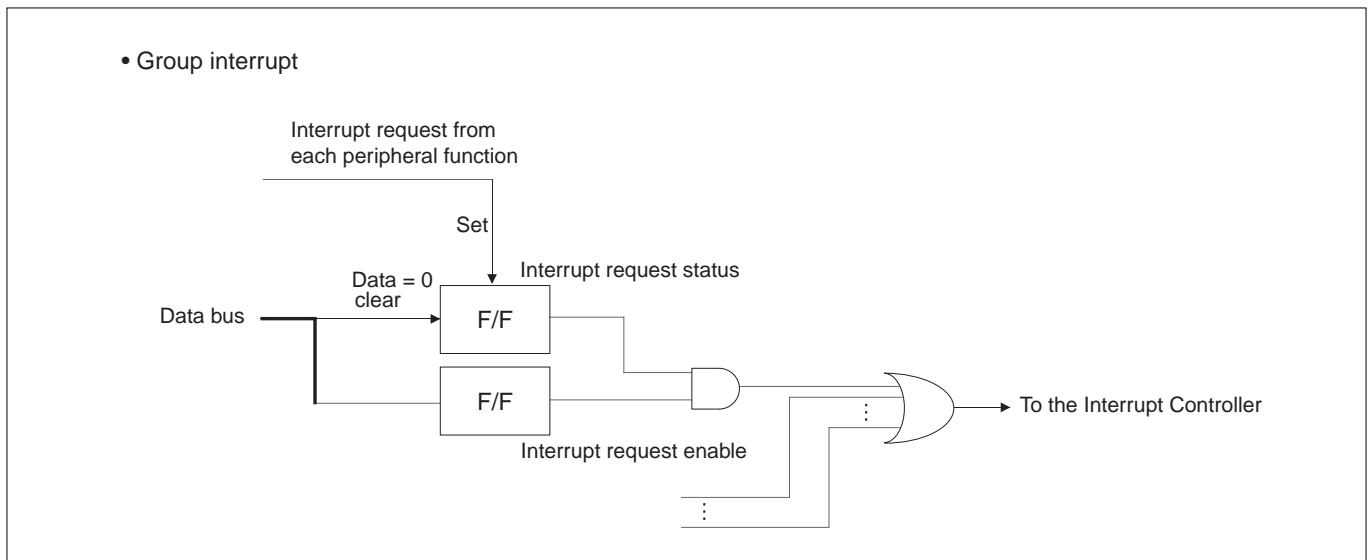 • Group interrupt
Interrupt request from
each peripheral function
Set
Data = 0
clear
Interrupt request status
Data bus
F/F
F/F
To the Interrupt Controller
Interrupt request enable